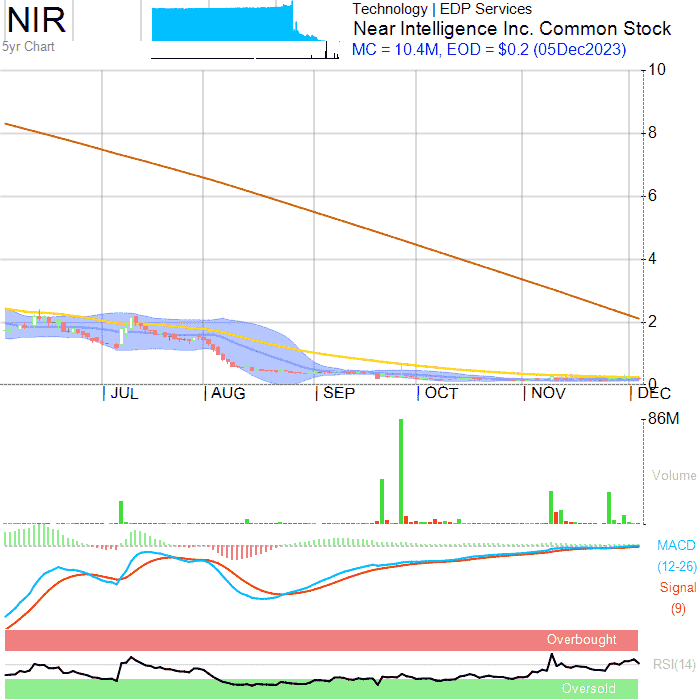 NIR
5yr Chart
Technology | EDP Services
Near Intelligence Inc. Common Stock
MC = 10.4M, EOD = $0.2 (05Dec2023)
10
8
6
4
2
0
JUL
AUG
SEP
OCT
NOV
DEC
86M
Volume
MACD
(12-26)
Signal
(9)
Overbought
RSI(14)
Oversold